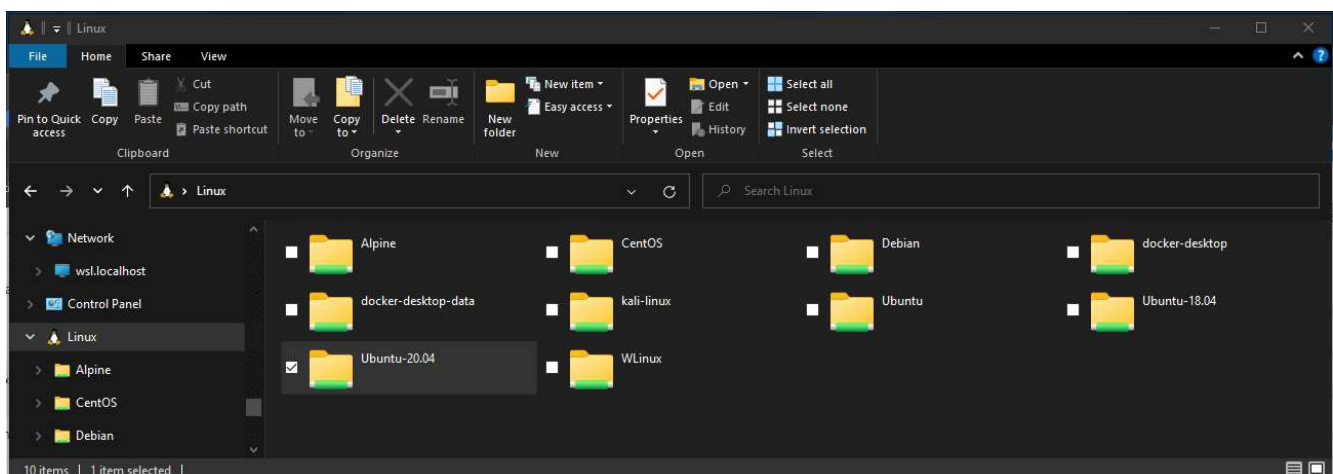 Linux
File Home Share View
Pin to Quick access
Copy
Paste
Cut
Copy path
Paste shortcut
Clipboard
Move to
Copy to
Delete
Rename
Organize
New folder
New item
Easy access
New
Properties
Open
Edit
History
Open
Select all
Select none
Invert selection
Select
Linux
Search Linux
Network
wsl.localhost
Control Panel
Linux
Alpine
CentOS
Debian
Alpine CentOS Debian docker-desktop
docker-desktop-data kali-linux Ubuntu Ubuntu-18.04
Ubuntu-20.04 WLinux
10 items 1 item selected